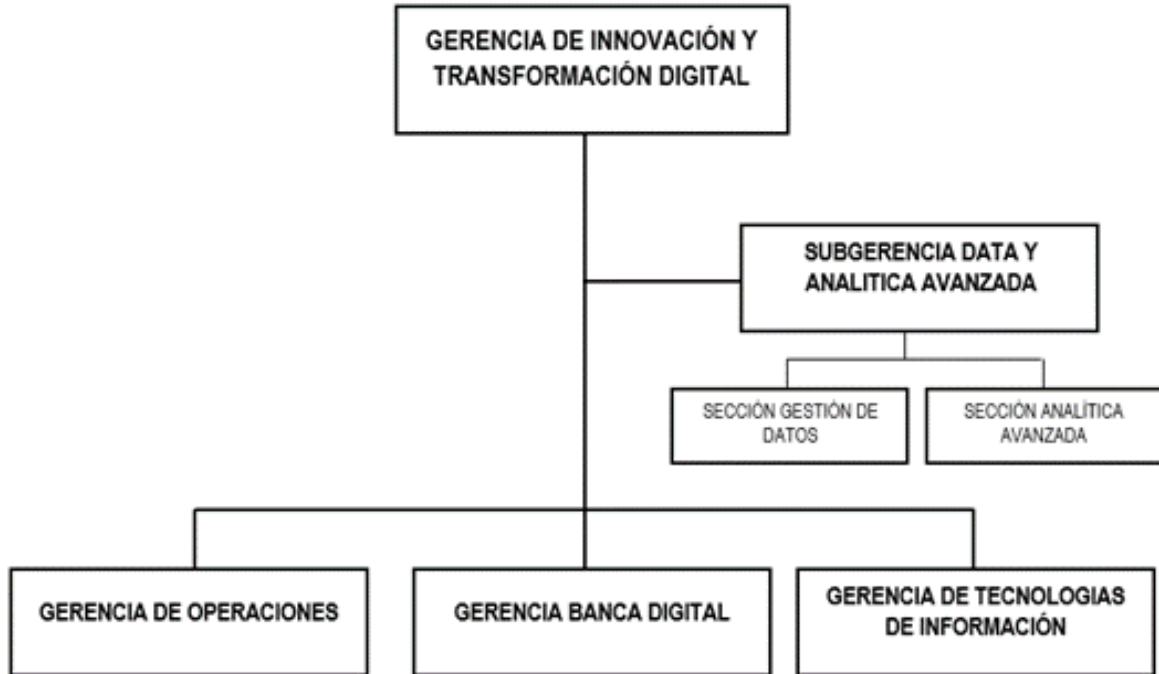 GERENCIA DE INNOVACIÓN Y
TRANSFORMACIÓN DIGITAL
SUBGERENCIA DATA Y
ANALITICA AVANZADA
SECCIÓN GESTIÓN DE
DATOS
SECCIÓN ANALÍTICA
AVANZADA
GERENCIA DE OPERACIONES
GERENCIA BANCA DIGITAL
GERENCIA DE TECNOLOGIAS
DE INFORMACIÓN